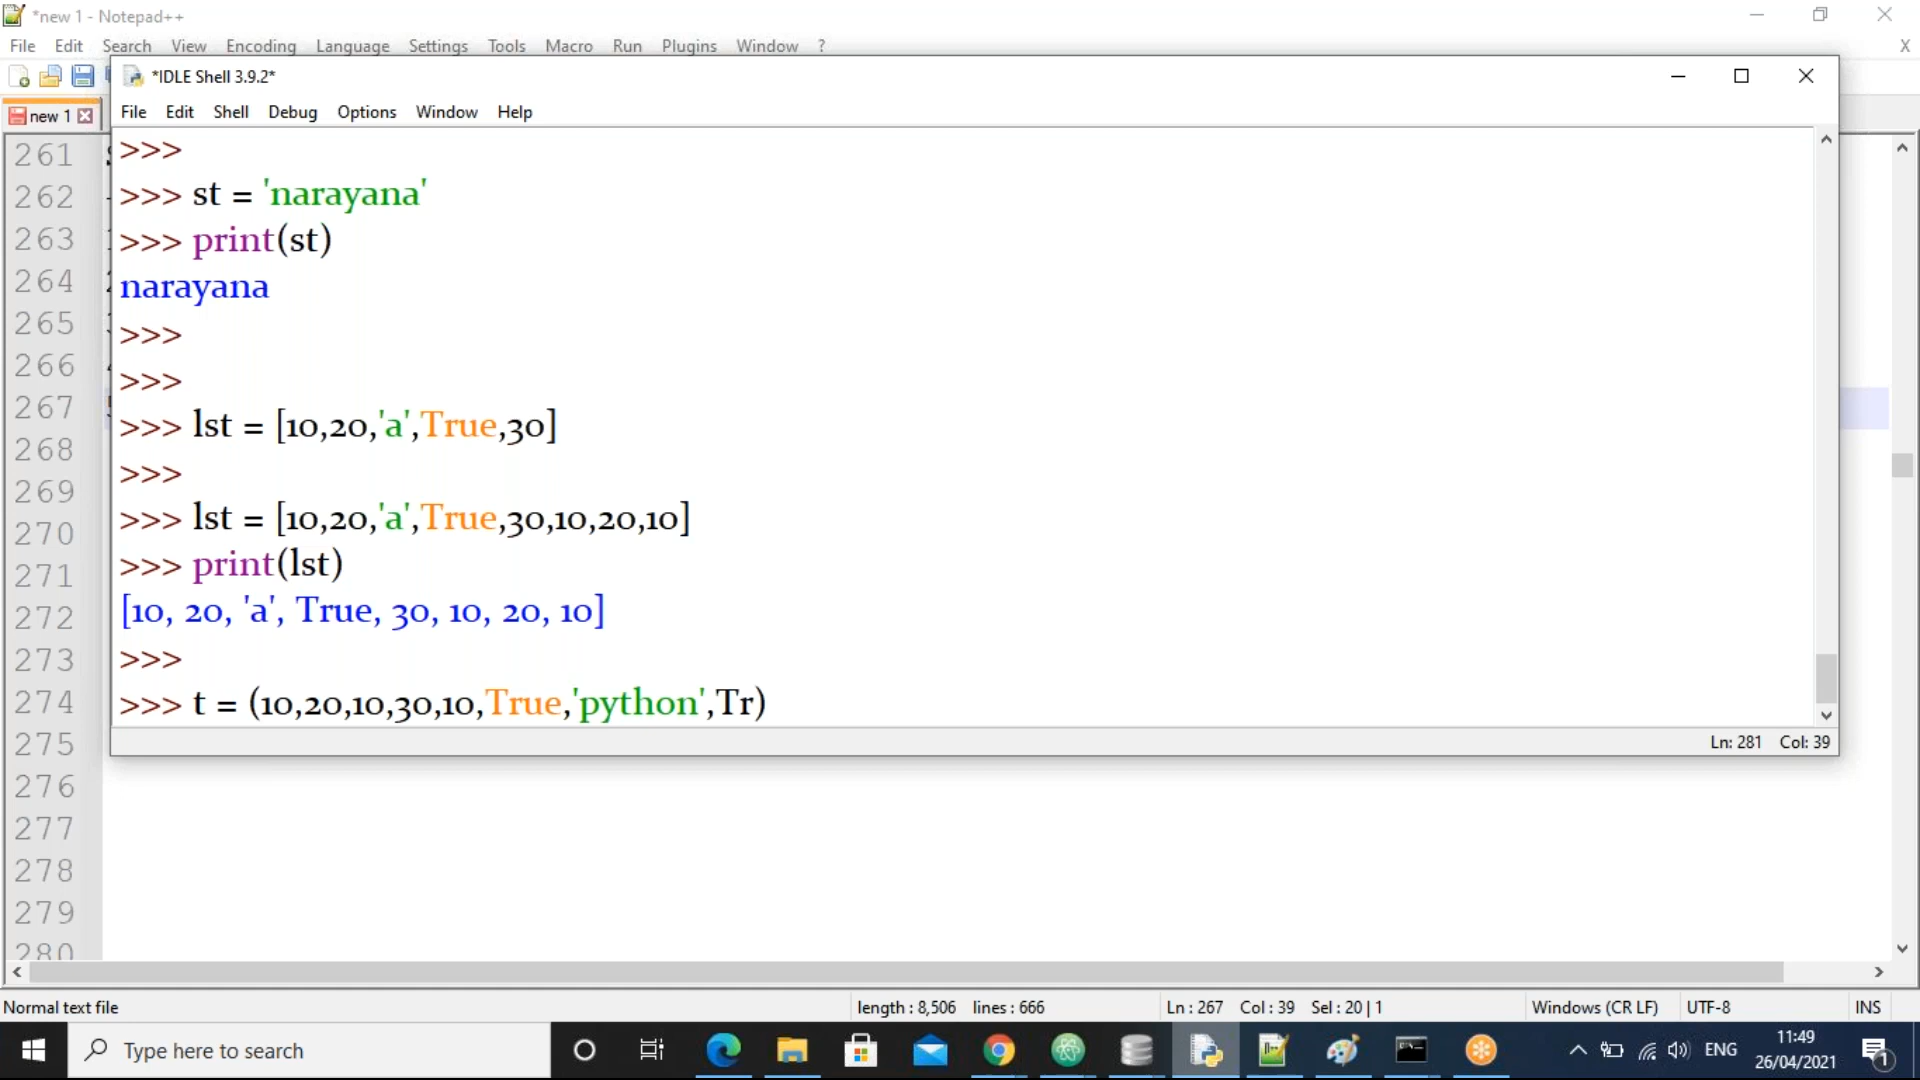 *new 1 - Notepad++
File Edit Search View Encoding Language Settings Tools Macro Run Plugins Window ? X
*IDLE Shell 3.9.2*
File Edit Shell Debug Options Window Help
new 1
>>>
>>> st = 'narayana'
>>> print(st)
narayana
>>>
>>>
>>> lst = [10,20,'a',True,30]
>>>
>>> lst = [10,20,'a',True,30,10,20,10]
>>> print(lst)
[10, 20, 'a', True, 30, 10, 20, 10]
>>>
>>> t = (10,20,10,30,10,True,'python',Tr)
Ln: 281 Col: 39
261
262
263
264
265
266
267
268
269
270
271
272
273
274
275
276
277
278
279
280
Normal text file length : 8,506 lines : 666 Ln : 267 Col : 39 Sel : 20 | 1 Windows (CR LF) UTF-8 INS
Type here to search
ENG
11:49
26/04/2021
1